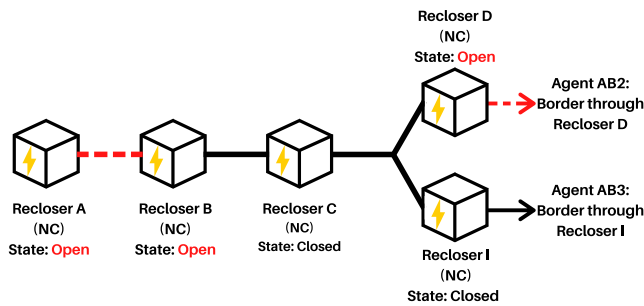 Recloser D
(NC)
State: Open
Agent AB2:
Border through
Recloser D
Recloser A
(NC)
State: Open
Recloser B
(NC)
State: Open
Recloser C
(NC)
State: Closed
Recloser I
(NC)
State: Closed
Agent AB3:
Border through
Recloser I